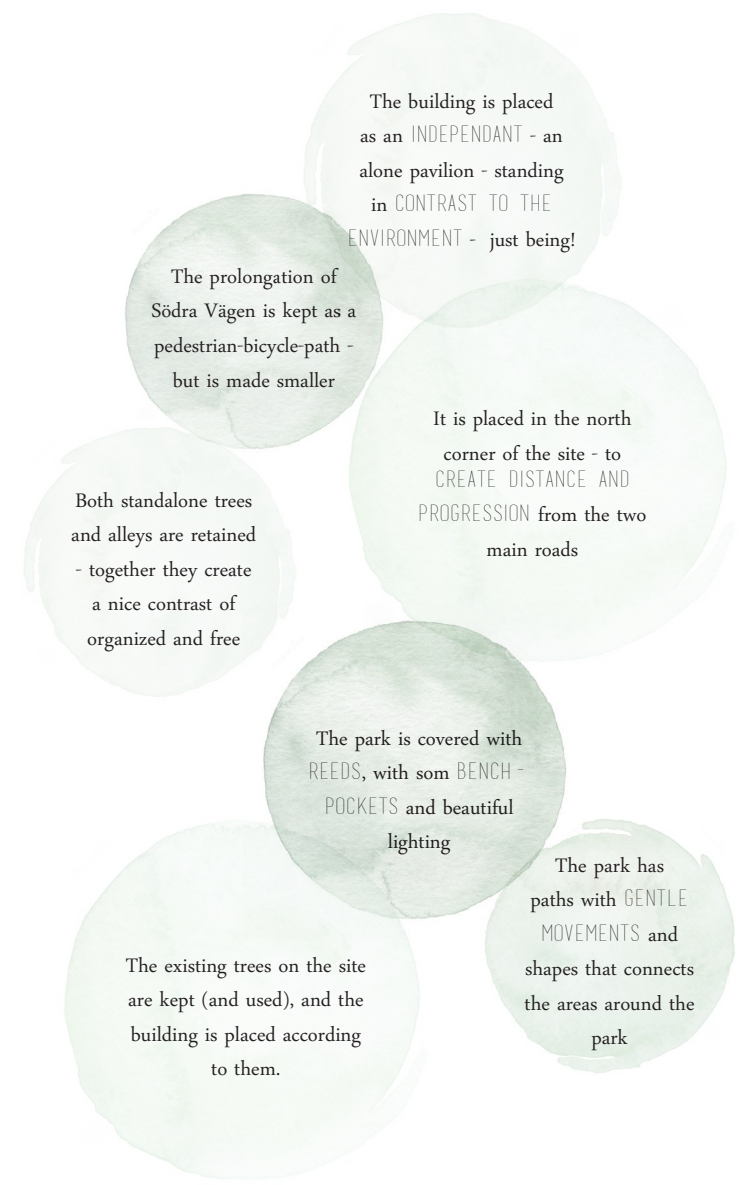 The building is placed
as an INDEPENDANT - an
alone pavilion - standing
in CONTRAST TO THE
ENVIRONMENT - just being!
The prolongation of
Södra Vägen is kept as a
pedestrian-bicycle-path -
but is made smaller
It is placed in the north
corner of the site - to
CREATE DISTANCE AND
PROGRESSION from the two
main roads
Both standalone trees
and alleys are retained
- together they create
a nice contrast of
organized and free
The park is covered with
REEDS, with som BENCH -
POCKETS and beautiful
lighting
The park has
paths with GENTLE
MOVEMENTS and
shapes that connects
the areas around the
park
The existing trees on the site
are kept (and used), and the
building is placed according
to them.